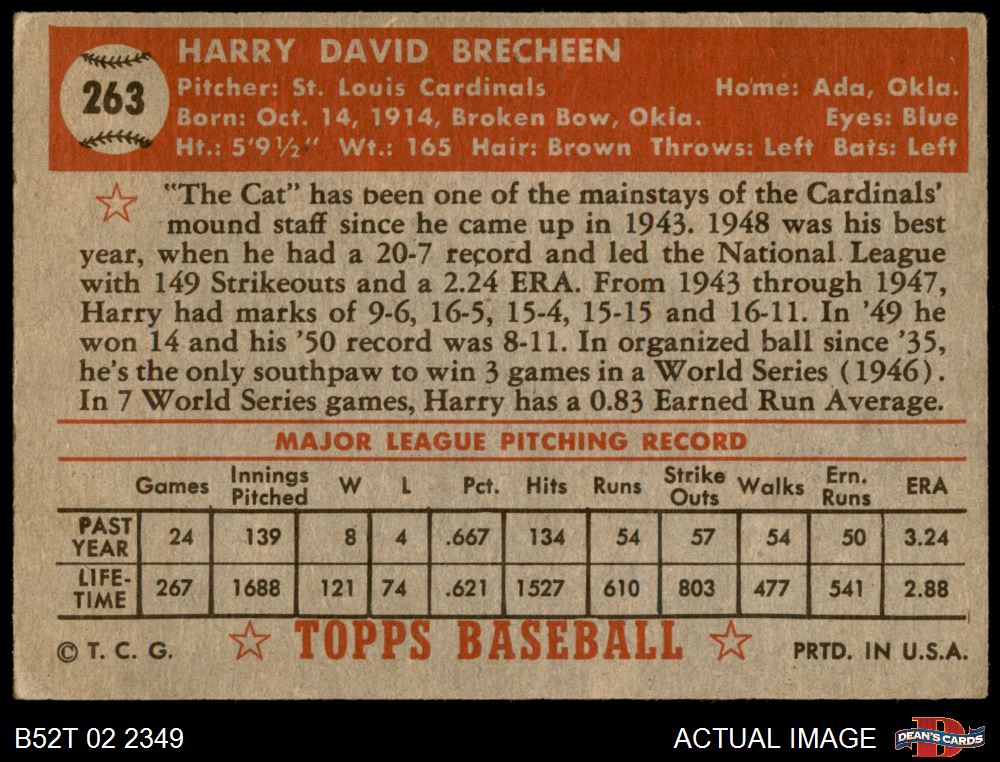 263
HARRY DAVID BRECHEEN
Pitcher: St. Louis Cardinals Home: Ada, Okla.
Born: Oct. 14, 1914, Broken Bow, Okla. Eyes: Blue
Ht.: 5'9½" Wt.: 165 Hair: Brown Throws: Left Bats: Left
"The Cat" has been one of the mainstays of the Cardinals'
mound staff since he came up in 1943. 1948 was his best
year, when he had a 20-7 record and led the National League
with 149 Strikeouts and a 2.24 ERA. From 1943 through 1947,
Harry had marks of 9-6, 16-5, 15-4, 15-15 and 16-11. In '49 he
won 14 and his '50 record was 8-11. In organized ball since '35,
he's the only southpaw to win 3 games in a World Series (1946).
In 7 World Series games, Harry has a 0.83 Earned Run Average.
MAJOR LEAGUE PITCHING RECORD
Games Innings Pitched W L Pct. Hits Runs Strike Outs Walks Ern. Runs ERA
PAST YEAR 24 139 8 4 .667 134 54 57 54 50 3.24
LIFE-TIME 267 1688 121 74 .621 1527 610 803 477 541 2.88
© T. C. G. TOPPS BASEBALL PRTD. IN U.S.A.
B52T 02 2349 ACTUAL IMAGE D DEAN'S CARDS